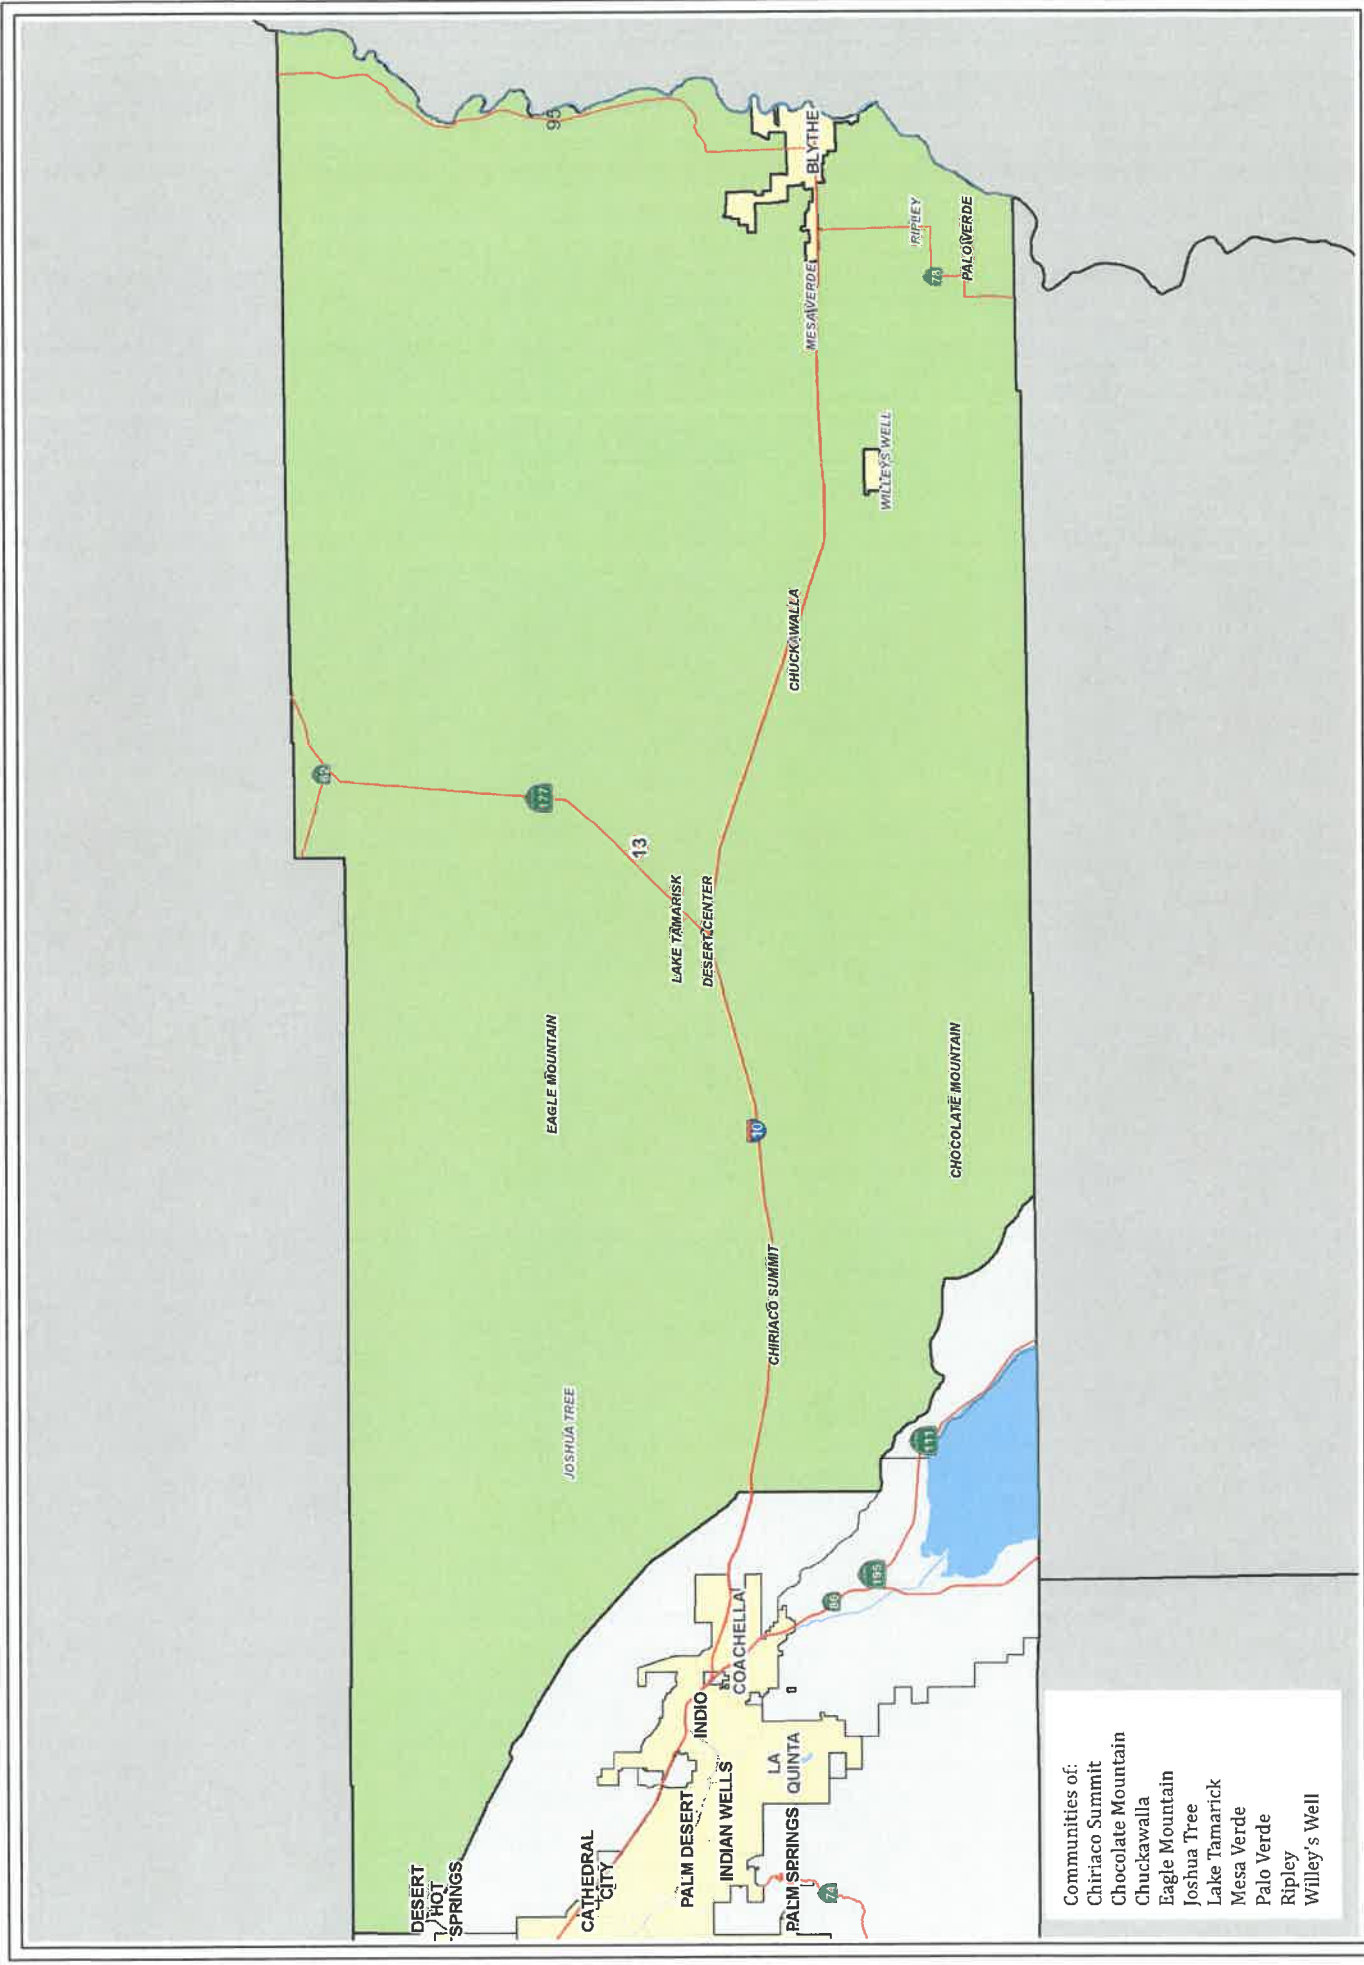 95
BLYTHE
RIPLEY
78
PALO VERDE
MESA VERDE
WILLEYS WELL
CHUCKAWALLA
62
177
13
LAKE TAMARISK
DESERT CENTER
EAGLE MOUNTAIN
10
CHOCOLATE MOUNTAIN
CHIRIACO SUMMIT
JOSHUA TREE
111
195
86
COACHELLA
INDIO
LA
QUINTA
INDIAN WELLS
PALM DESERT
CATHEDRAL
CITY
PALM SPRINGS
74
DESERT
HOT
SPRINGS
Communities of:
Chiriaco Summit
Chocolate Mountain
Chuckawalla
Eagle Mountain
Joshua Tree
Lake Tamarick
Mesa Verde
Palo Verde
Ripley
Willey's Well